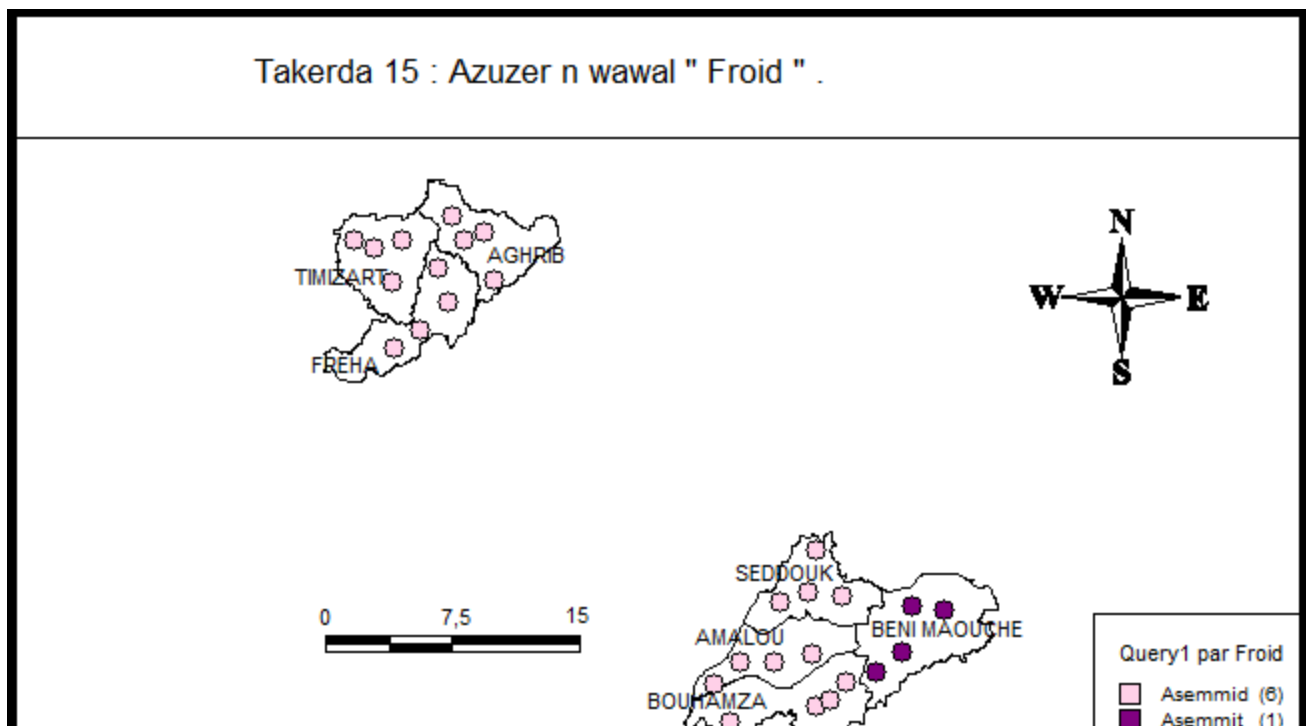 Takerda 15 : Azuzer n wawal " Froid " .
N
AGHRIB
TIMIZART
W E
FREHA
S
SEDDOUK
0 7,5 15
BENI MAOUCHE
AMALOU
Query1 par Froid
BOUHAMZA
Asemmid (6)
Asemmit (1)